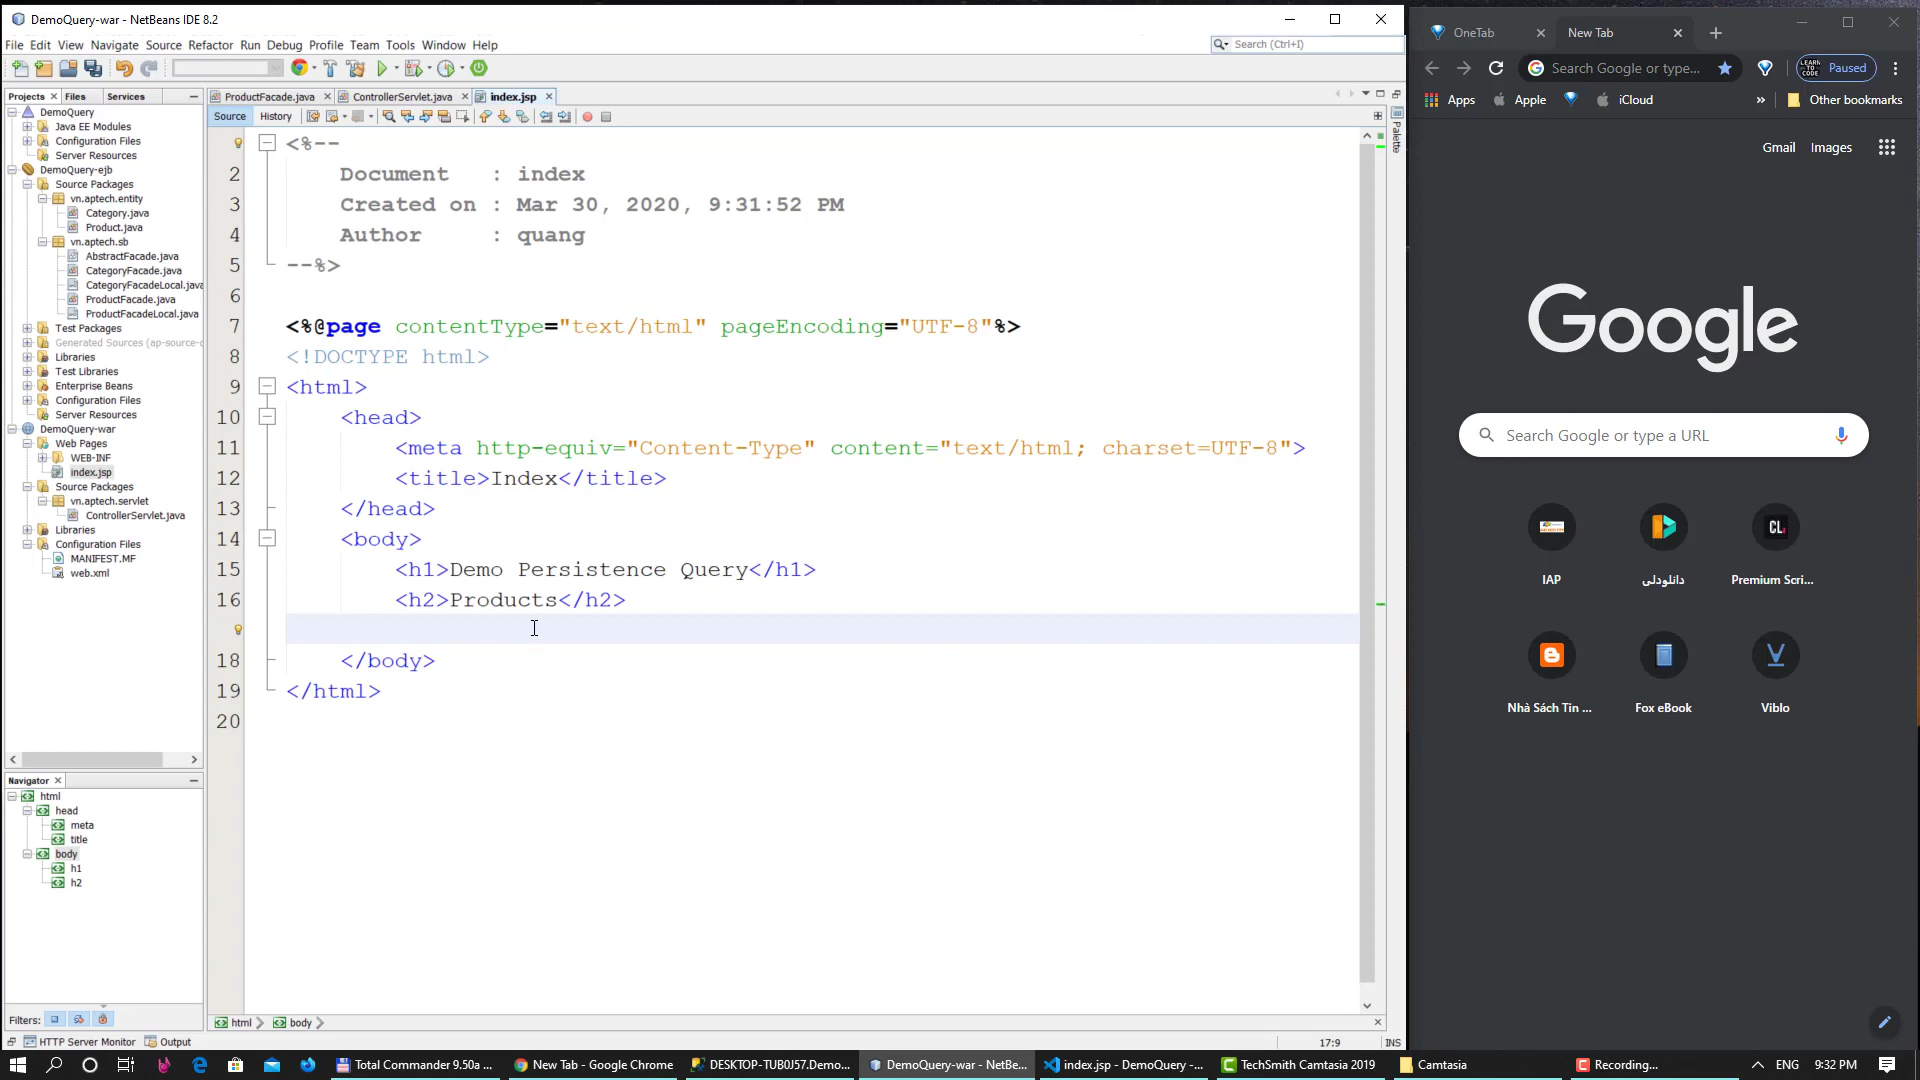 DemoQuery-war - NetBeans IDE 8.2
File Edit View Navigate Source Refactor Run Debug Profile Team Tools Window Help
Search (Ctrl+I)
Projects Files Services
DemoQuery
Java EE Modules
Configuration Files
Server Resources
DemoQuery-ejb
Source Packages
vn.aptech.entity
Category.java
Product.java
vn.aptech.sb
AbstractFacade.java
CategoryFacade.java
CategoryFacadeLocal.java
ProductFacade.java
ProductFacadeLocal.java
Test Packages
Generated Sources (ap-source-o
Libraries
Test Libraries
Enterprise Beans
Configuration Files
Server Resources
DemoQuery-war
Web Pages
WEB-INF
index.jsp
Source Packages
vn.aptech.servlet
ControllerServlet.java
Libraries
Configuration Files
MANIFEST.MF
web.xml
Navigator
html
head
meta
title
body
h1
h2
Filters:
HTTP Server Monitor Output
ProductFacade.java ControllerServlet.java index.jsp
Source History
<%--
2 Document   : index
3 Created on : Mar 30, 2020, 9:31:52 PM
4 Author     : quang
5 --%>
6
7 <%@page contentType="text/html" pageEncoding="UTF-8"%>
8 <!DOCTYPE html>
9 <html>
10 <head>
11 <meta http-equiv="Content-Type" content="text/html; charset=UTF-8">
12 <title>Index</title>
13 </head>
14 <body>
15 <h1>Demo Persistence Query</h1>
16 <h2>Products</h2>
18 </body>
19 </html>
20
Palette
html body
17:9 INS
OneTab New Tab
Search Google or type... LEARN TO CODE Paused
Apps Apple iCloud » Other bookmarks
Gmail Images
Google
Search Google or type a URL
CL
IAP دانلودلی Premium Scri...
Nhà Sách Tin ... Fox eBook Viblo
Total Commander 9.50a ... New Tab - Google Chrome DESKTOP-TUB0J57.Demo... DemoQuery-war - NetBe... index.jsp - DemoQuery -... TechSmith Camtasia 2019 Camtasia Recording... ENG 9:32 PM